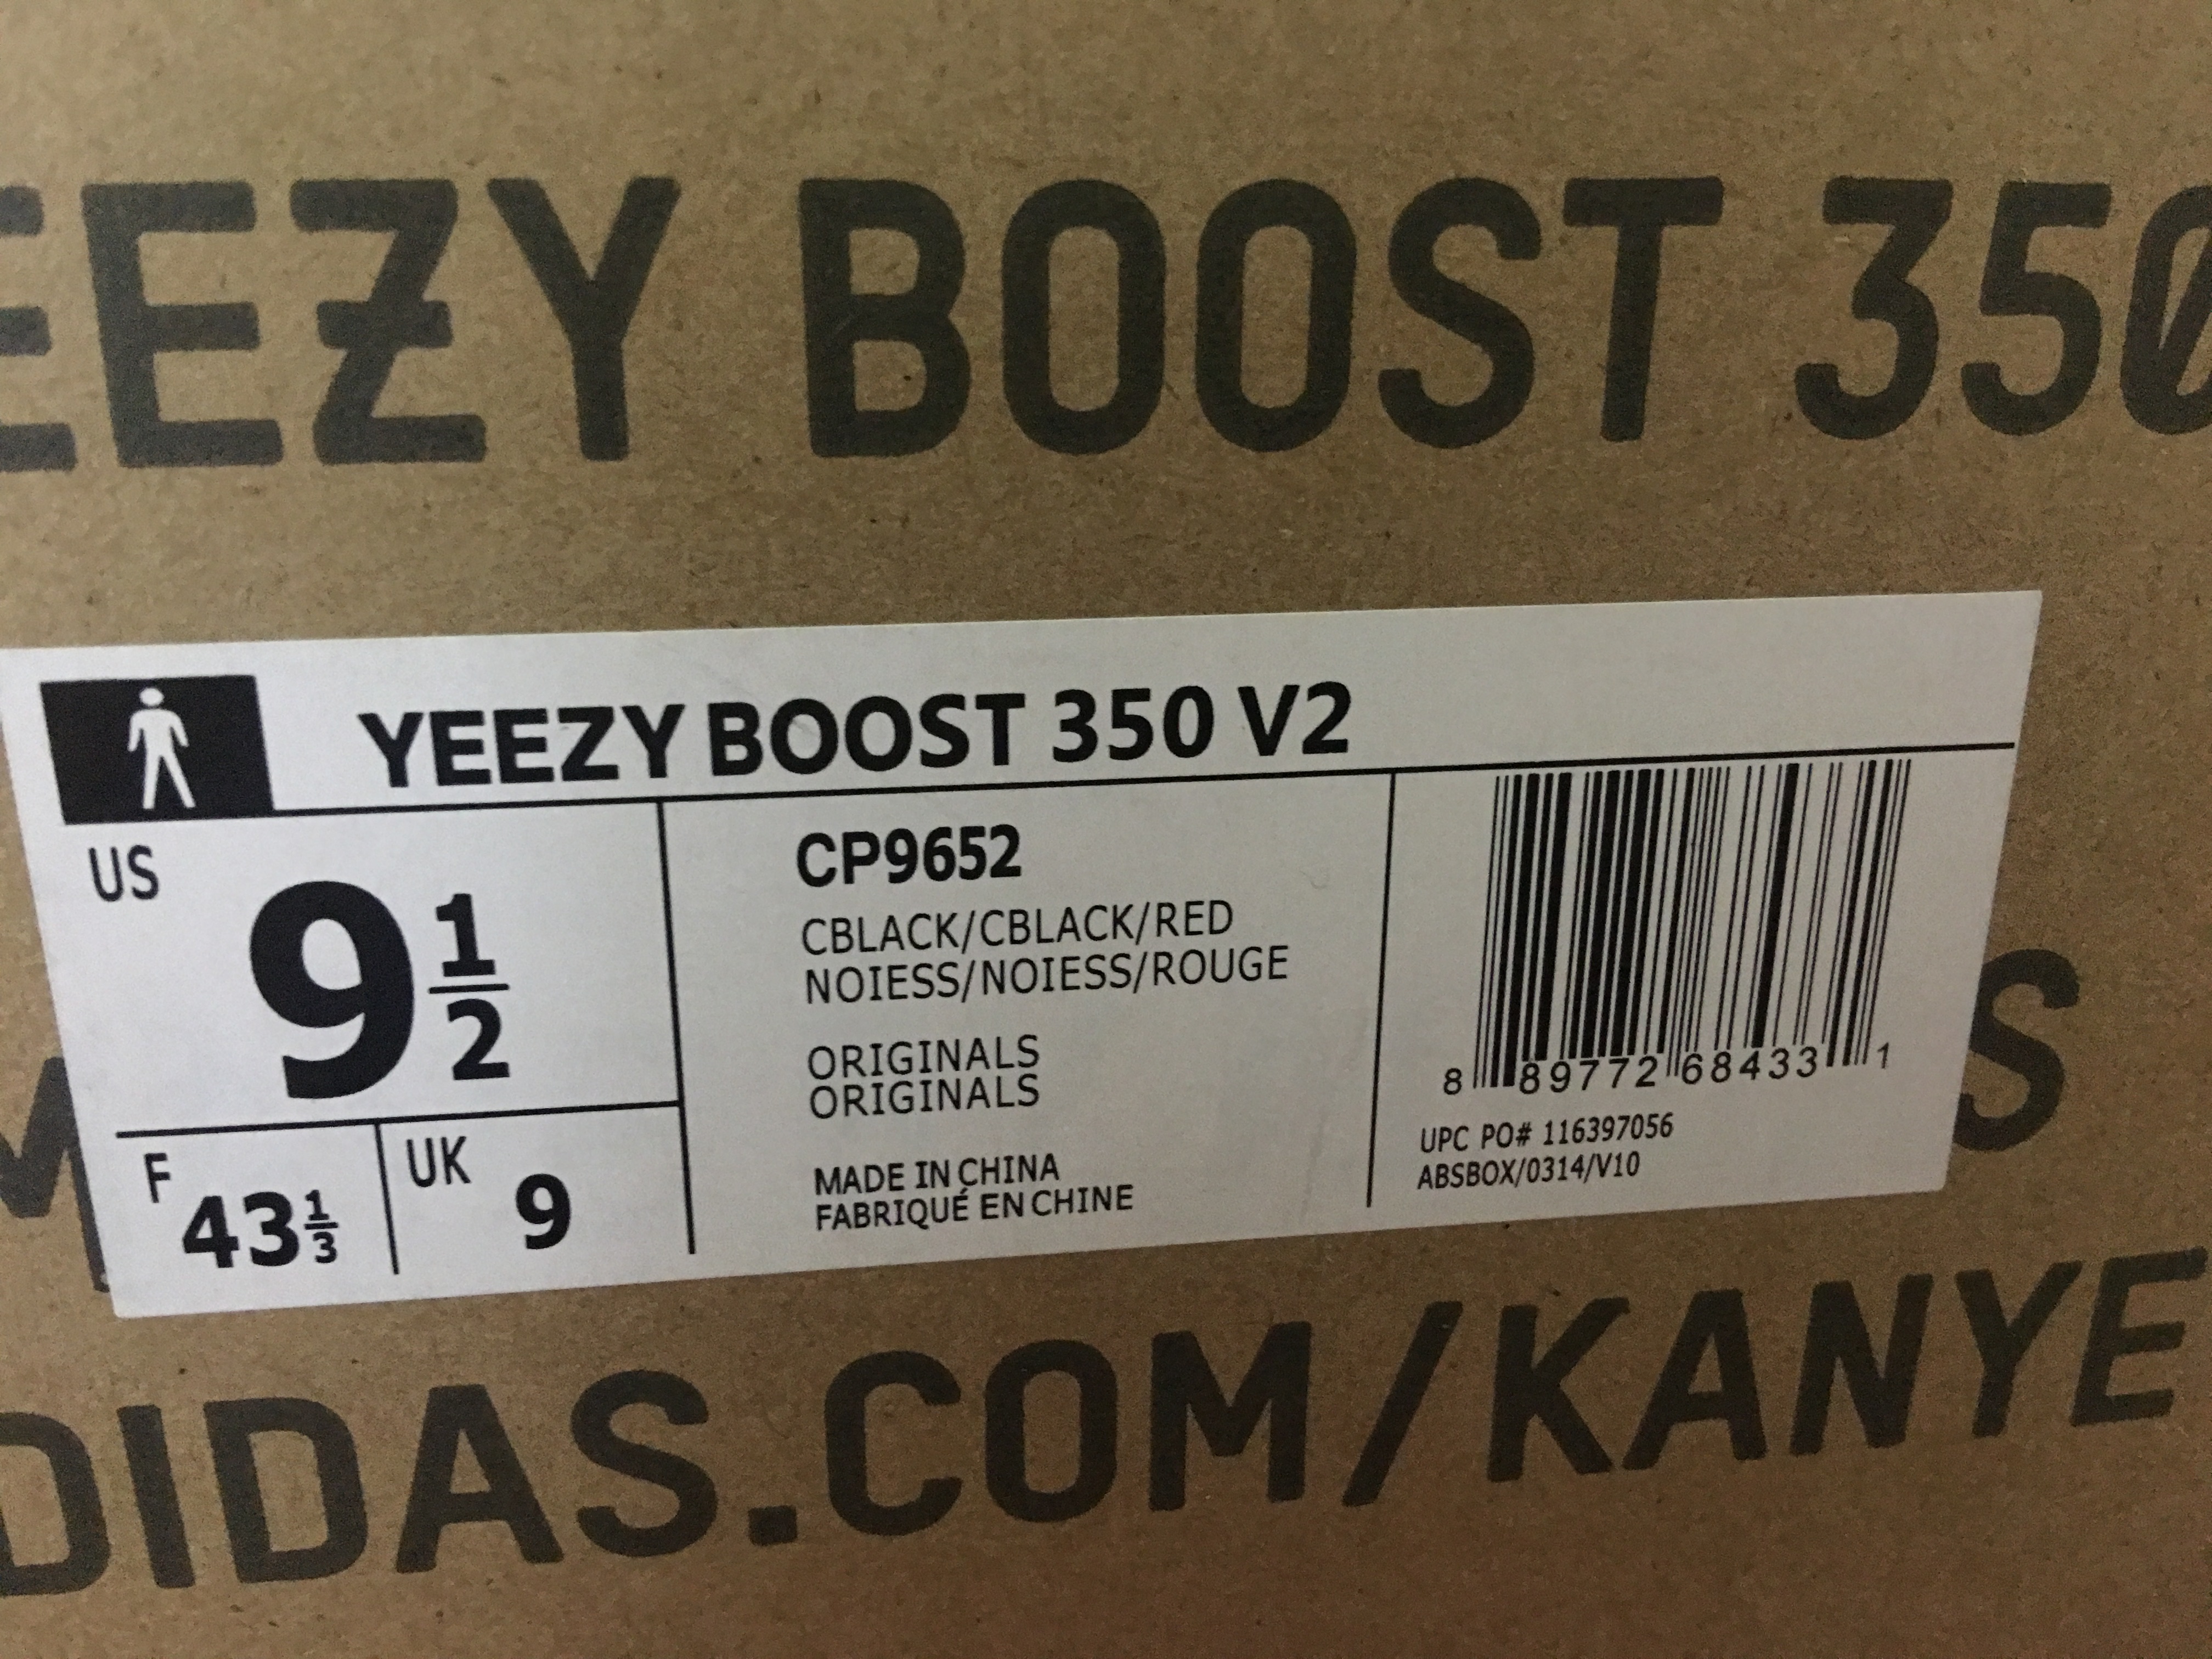 EEZY BOOST 350
YEEZY BOOST 350 V2
US
9 1/2
F
43 1/3
UK
9
CP9652
CBLACK/CBLACK/RED
NOIESS/NOIESS/ROUGE
ORIGINALS
ORIGINALS
MADE IN CHINA
FABRIQUÉ EN CHINE
8 89772 68433 1
UPC PO# 116397056
ABSBOX/0314/V10
DIDAS.COM/KANYE